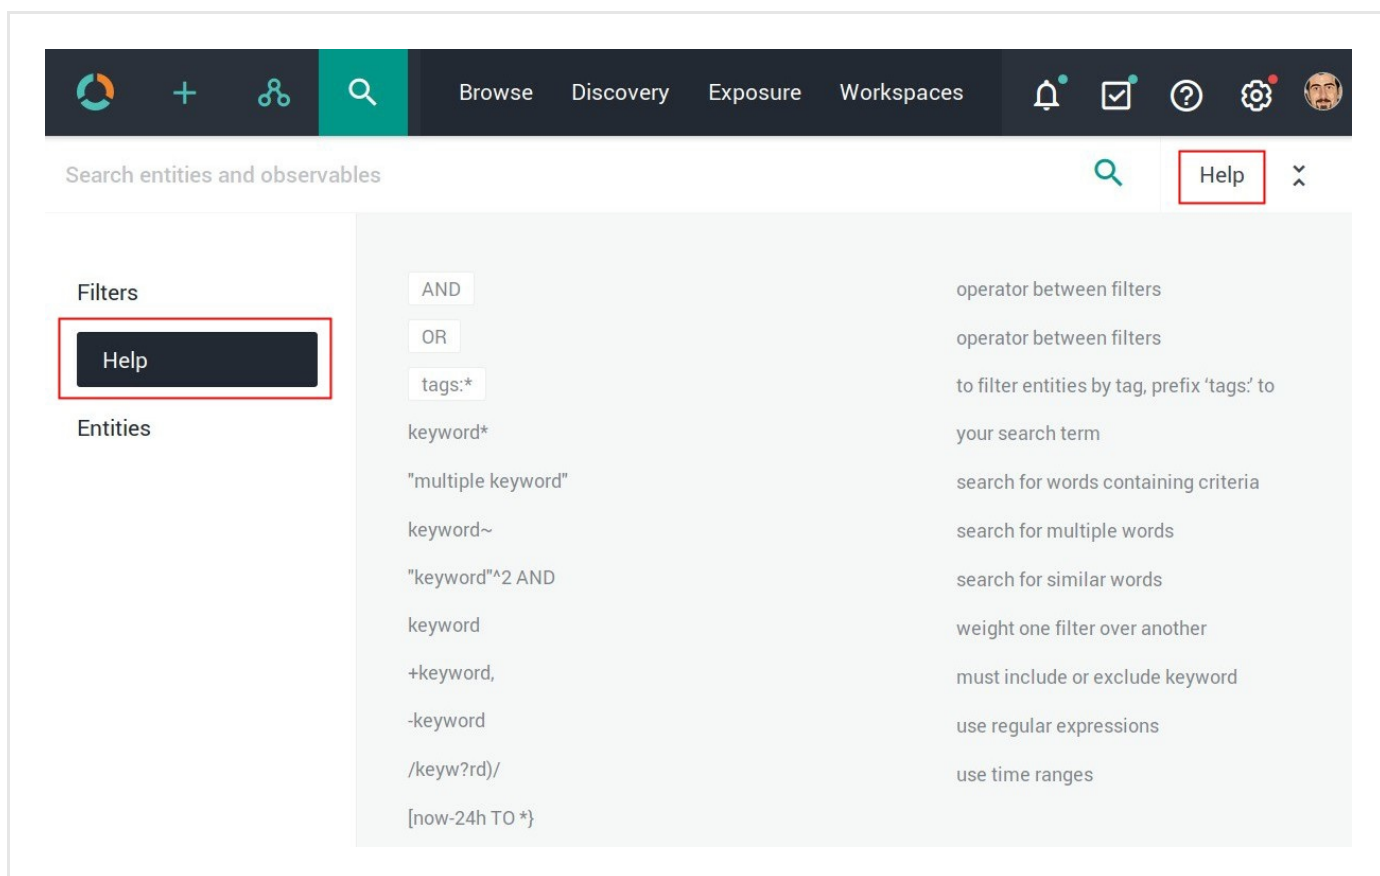 Browse Discovery Exposure Workspaces
Search entities and observables Help
Filters
Help
Entities
AND operator between filters
OR operator between filters
tags:* to filter entities by tag, prefix ‘tags:’ to
keyword* your search term
"multiple keyword" search for words containing criteria
keyword~ search for multiple words
"keyword"^2 AND search for similar words
keyword weight one filter over another
+keyword, must include or exclude keyword
-keyword use regular expressions
/keyw?rd)/ use time ranges
[now-24h TO *}